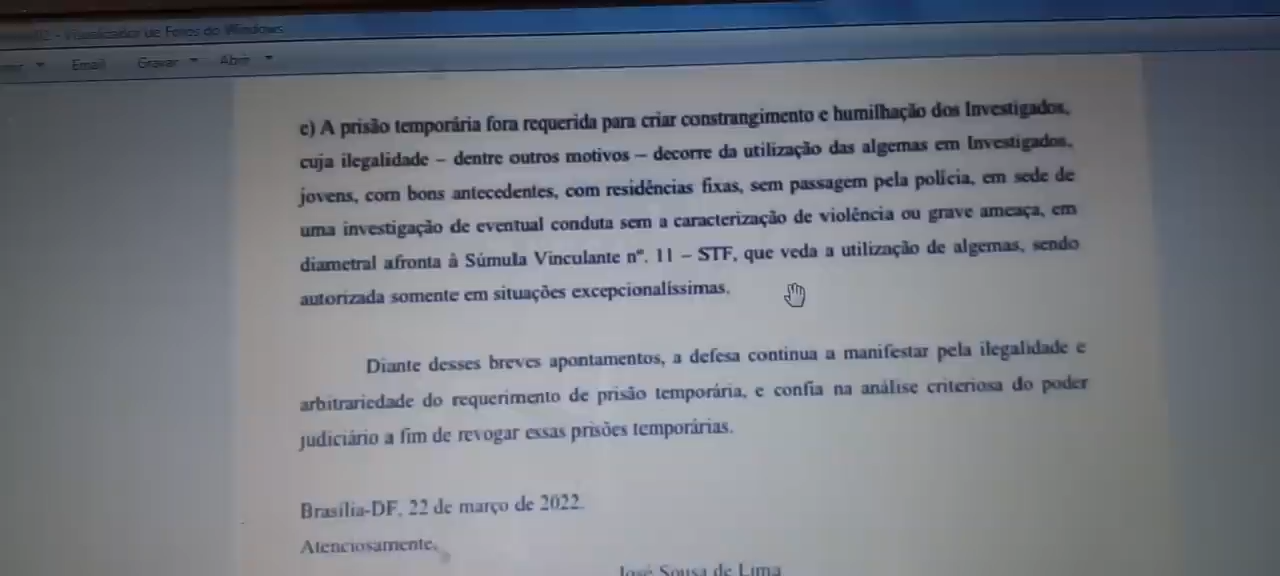 - Visualizador de Fotos do Windows
Email Gravar Abrir
c) A prisão temporária fora requerida para criar constrangimento e humilhação dos Investigados,
cuja ilegalidade – dentre outros motivos – decorre da utilização das algemas em Investigados,
jovens, com bons antecedentes, com residências fixas, sem passagem pela polícia, em sede de
uma investigação de eventual conduta sem a caracterização de violência ou grave ameaça, em
diametral afronta à Súmula Vinculante nº. 11 – STF, que veda a utilização de algemas, sendo
autorizada somente em situações excepcionalíssimas.
Diante desses breves apontamentos, a defesa continua a manifestar pela ilegalidade e
arbitrariedade do requerimento de prisão temporária, e confia na análise criteriosa do poder
judiciário a fim de revogar essas prisões temporárias.
Brasília-DF, 22 de março de 2022.
Atenciosamente,
José Sousa de Lima